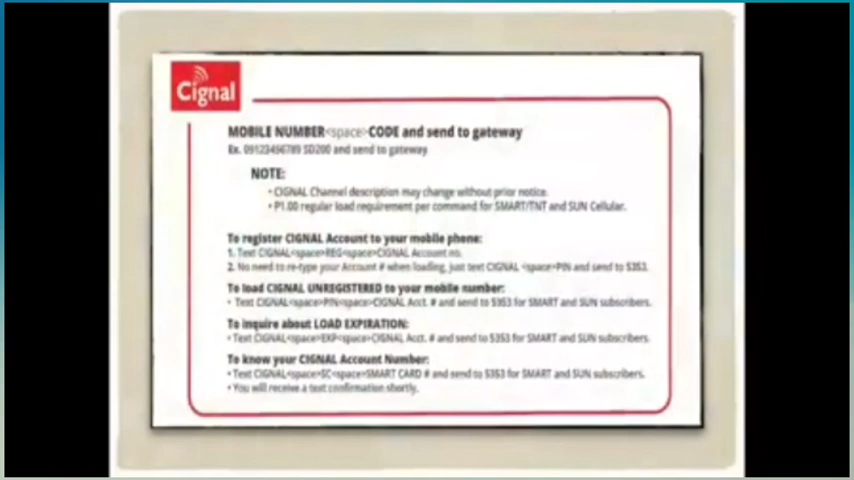 Cignal
MOBILE NUMBER<space>CODE and send to gateway
Ex. 09123456789 SD200 and send to gateway
NOTE:
• CIGNAL Channel description may change without prior notice.
• P1.00 regular load requirement per command for SMART/TNT and SUN Cellular.
To register CIGNAL Account to your mobile phone:
1. Text CIGNAL<space>REG<space>CIGNAL Account no.
2. No need to re-type your Account # when loading, just text CIGNAL <space>PIN and send to 5353.
To load CIGNAL UNREGISTERED to your mobile number:
• Text CIGNAL<space>PIN<space>CIGNAL Acct. # and send to 5353 for SMART and SUN subscribers.
To inquire about LOAD EXPIRATION:
• Text CIGNAL<space>EXP<space>CIGNAL Acct. # and send to 5353 for SMART and SUN subscribers.
To know your CIGNAL Account Number:
• Text CIGNAL<space>SC<space>SMART CARD # and send to 5353 for SMART and SUN subscribers.
• You will receive a text confirmation shortly.